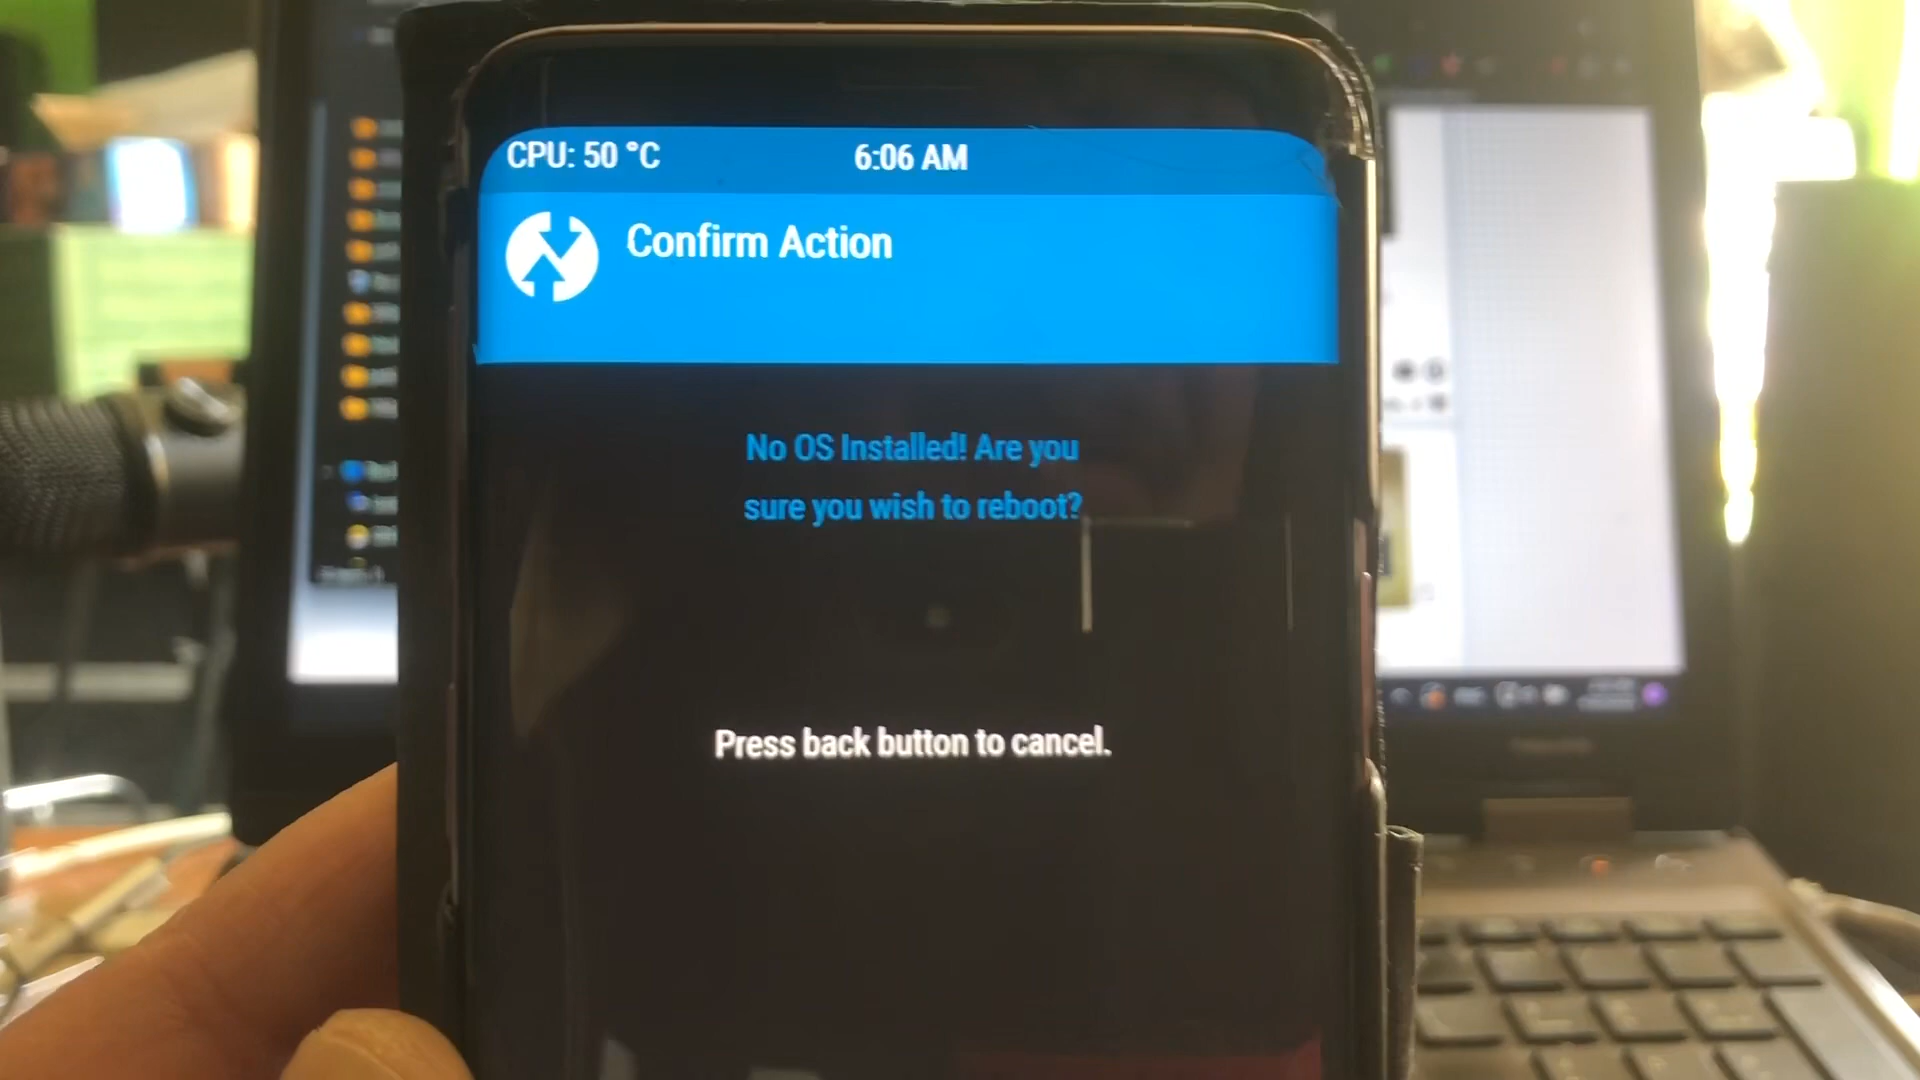 CPU: 50 °C
6:06 AM
Confirm Action
No OS Installed! Are you
sure you wish to reboot?
Press back button to cancel.